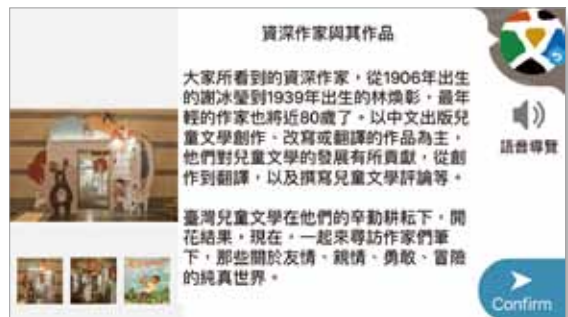 資深作家與其作品
大家所看到的資深作家，從1906年出生
的謝冰瑩到1939年出生的林煥彰，最年
輕的作家也將近80歲了。以中文出版兒
童文學創作、改寫或翻譯的作品為主，
他們對兒童文學的發展有所貢獻，從創
作到翻譯，以及撰寫兒童文學評論等。
臺灣兒童文學在他們的辛勤耕耘下，開
花結果，現在，一起來尋訪作家們筆
下，那些關於友情、親情、勇敢、冒險
的純真世界。
語音導覽
Confirm